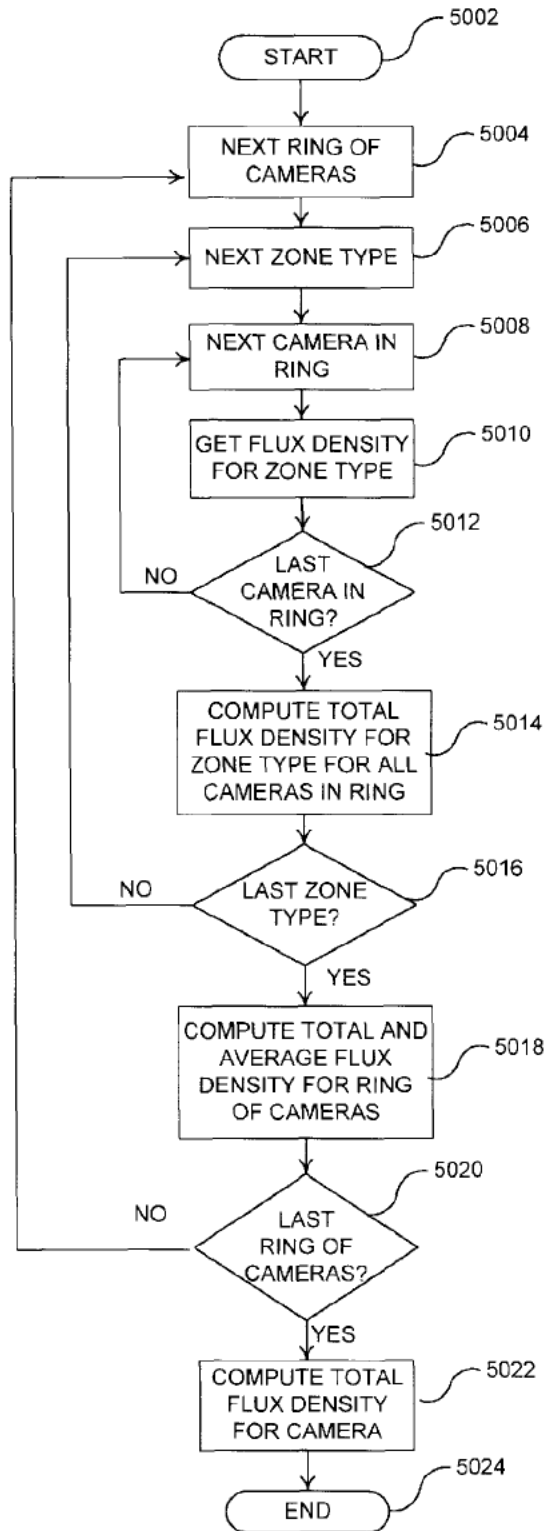 5002
START
5004
NEXT RING OF
CAMERAS
5006
NEXT ZONE TYPE
5008
NEXT CAMERA IN
RING
5010
GET FLUX DENSITY
FOR ZONE TYPE
5012
NO
LAST
CAMERA IN
RING?
YES
5014
COMPUTE TOTAL
FLUX DENSITY FOR
ZONE TYPE FOR ALL
CAMERAS IN RING
5016
NO
LAST ZONE
TYPE?
YES
5018
COMPUTE TOTAL AND
AVERAGE FLUX
DENSITY FOR RING
OF CAMERAS
5020
NO
LAST
RING OF
CAMERAS?
YES
5022
COMPUTE TOTAL
FLUX DENSITY
FOR CAMERA
5024
END